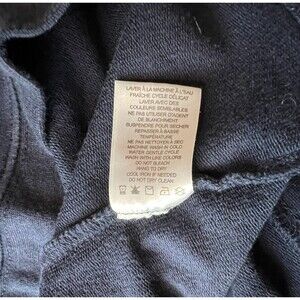 LAVER À LA MACHINE À L'EAU
FRAÎCHE CYCLE DÉLICAT
LAVER AVEC DES
COULEURS SEMBLABLES
NE PAS UTILISER D'AGENT
DE BLANCHIMENT
SUSPENDRE POUR SÉCHER
REPASSER À BASSE
TEMPÉRATURE
NE PAS NETTOYER À SEC
MACHINE WASH IN COLD
WATER GENTLE CYCLE
WASH WITH LIKE COLORS
DO NOT BLEACH
HANG TO DRY
COOL IRON IF NEEDED
DO NOT DRY CLEAN